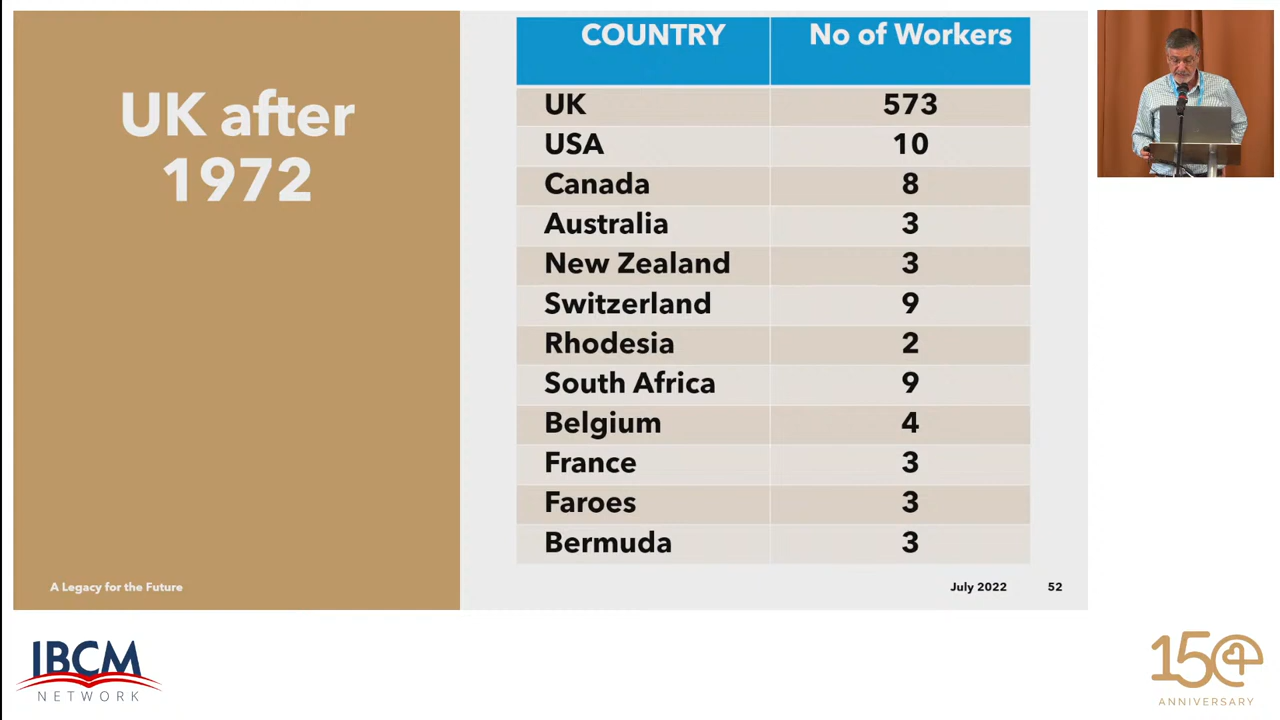 UK after
1972
COUNTRY No of Workers
UK 573
USA 10
Canada 8
Australia 3
New Zealand 3
Switzerland 9
Rhodesia 2
South Africa 9
Belgium 4
France 3
Faroes 3
Bermuda 3
A Legacy for the Future
July 2022 52
IBCM
NETWORK
150
ANNIVERSARY